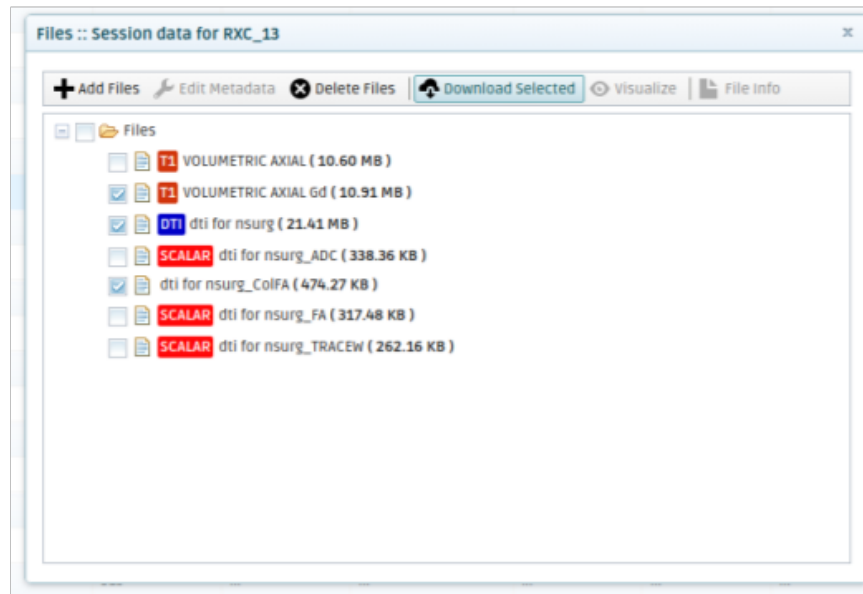 Files :: Session data for RXC_13 x
Add Files Edit Metadata Delete Files Download Selected Visualize File Info
Files
T1 VOLUMETRIC AXIAL ( 10.60 MB )
T1 VOLUMETRIC AXIAL Gd ( 10.91 MB )
DTI dti for nsurg ( 21.41 MB )
SCALAR dti for nsurg_ADC ( 338.36 KB )
dti for nsurg_ColFA ( 474.27 KB )
SCALAR dti for nsurg_FA ( 317.48 KB )
SCALAR dti for nsurg_TRACEW ( 262.16 KB )